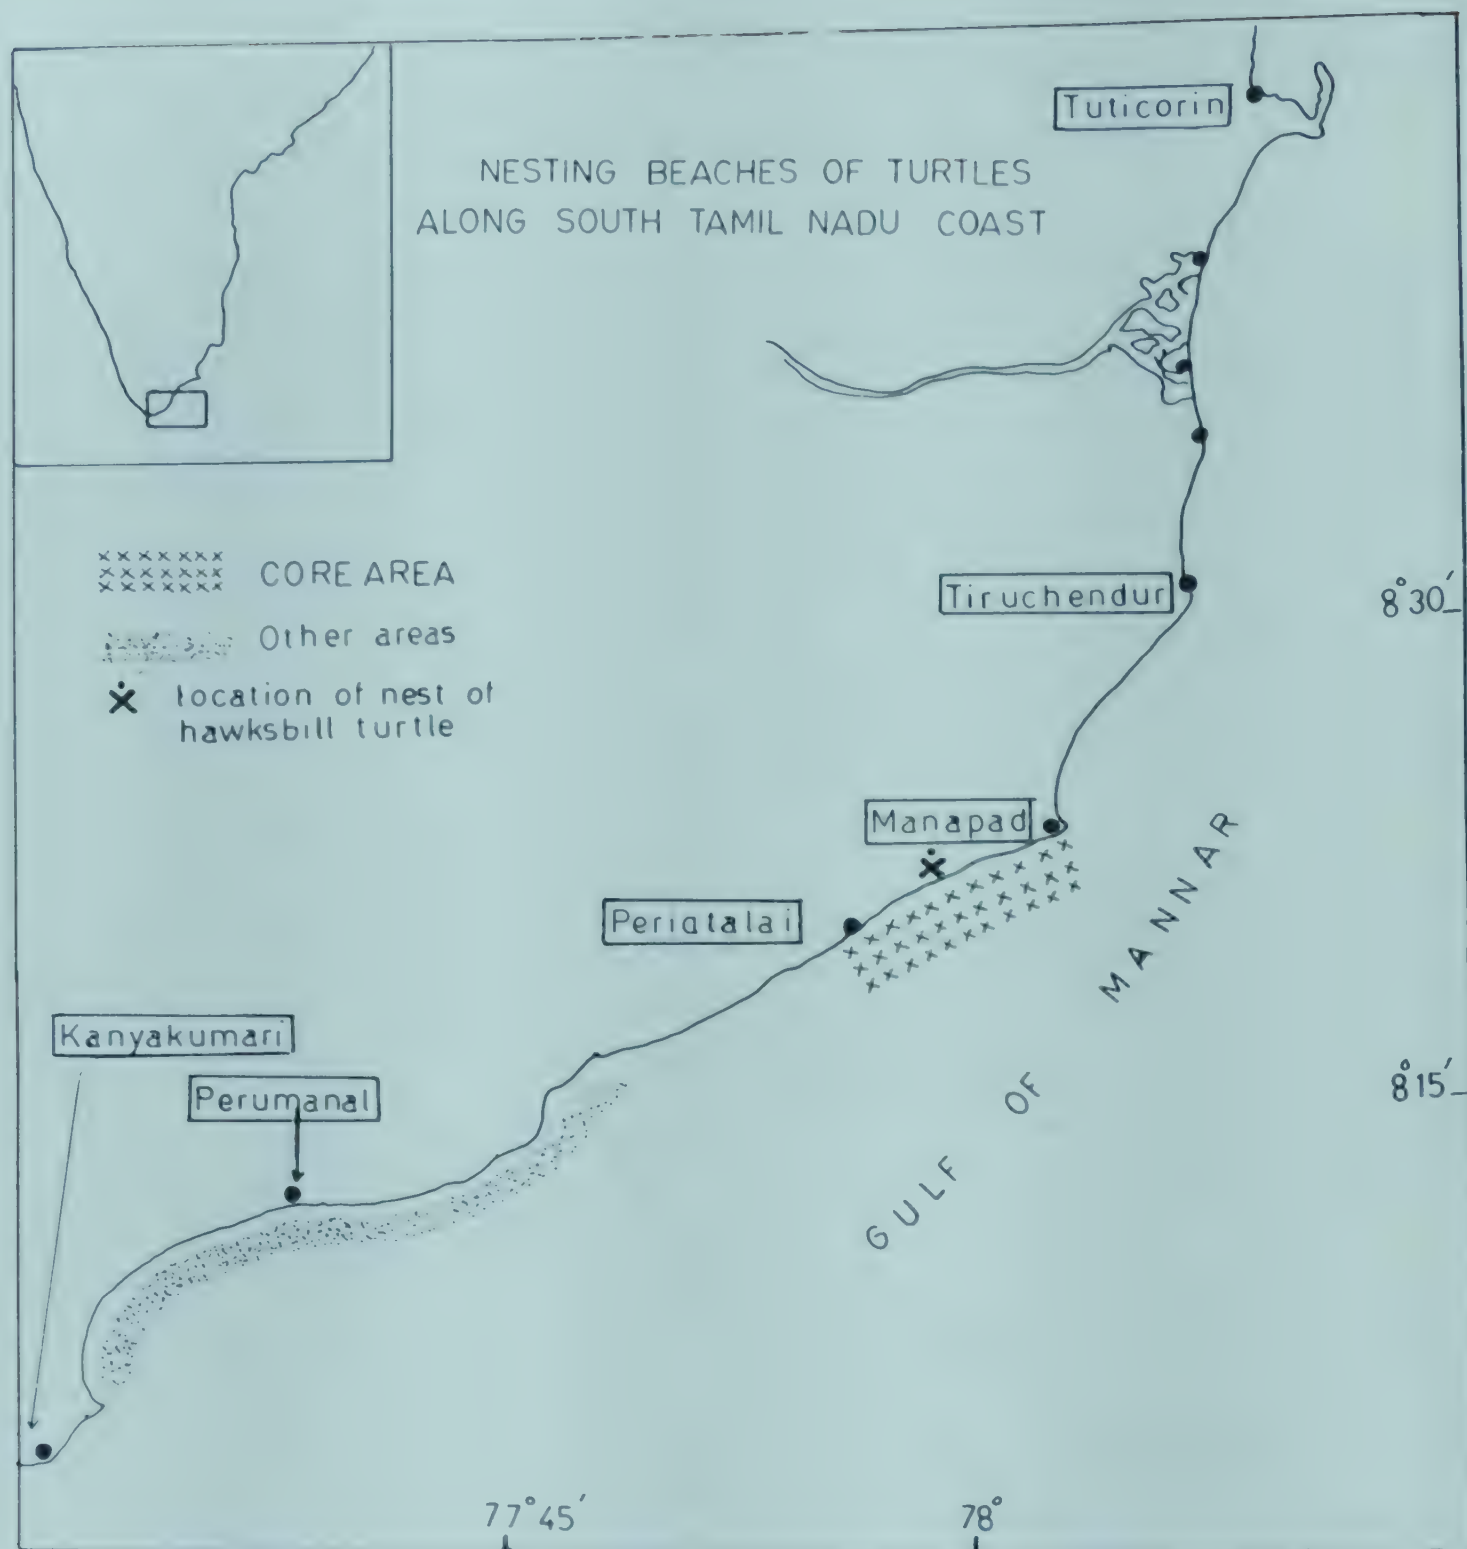 Tuticorin
NESTING BEACHES OF TURTLES
ALONG SOUTH TAMIL NADU COAST
CORE AREA
Other areas
location of nest of
hawksbill turtle
Tiruchendur
8° 30′
Manapad
Periatalai
GULF OF MANNAR
Kanyakumari
Perumanal
8° 15′
77° 45′
78°